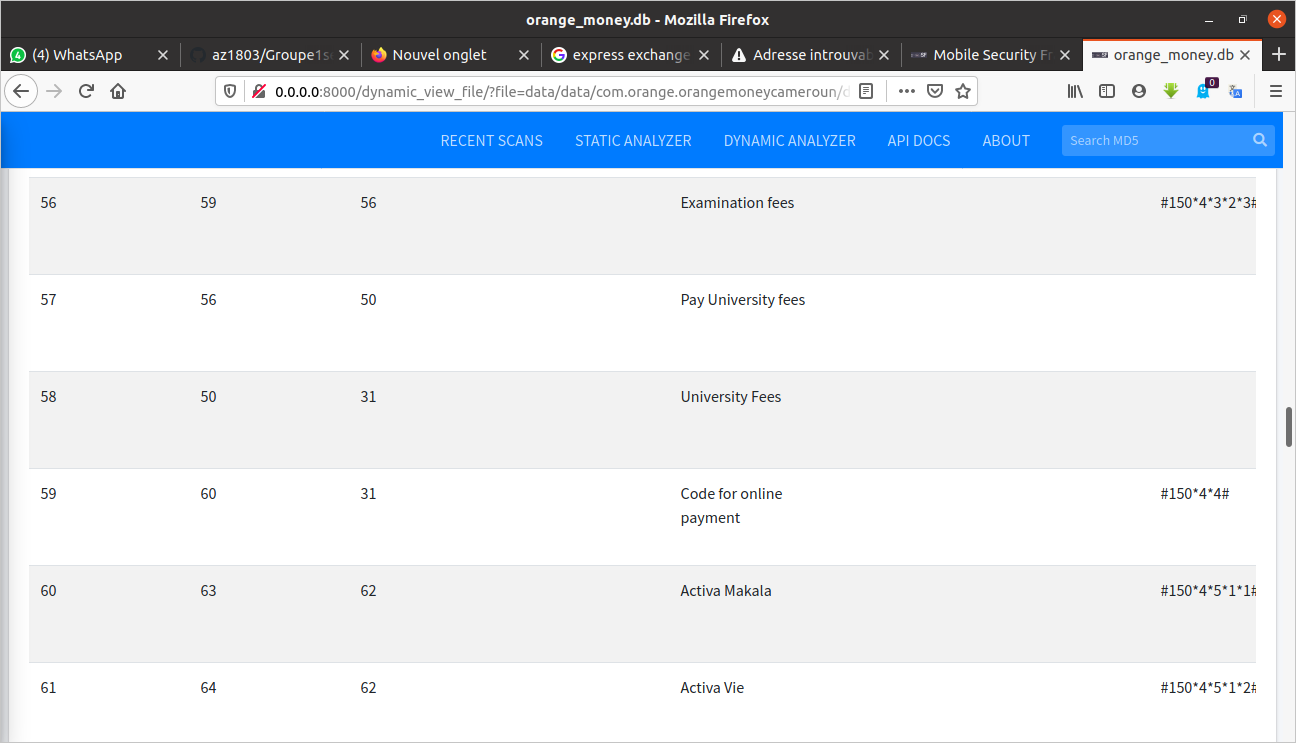 orange_money.db - Mozilla Firefox
(4) WhatsApp
az1803/Groupe1s
Nouvel onglet
express exchange
Adresse introuvab
Mobile Security Fr
orange_money.db
0.0.0.0:8000/dynamic_view_file/?file=data/data/com.orange.orangemoneycameroun/d
0
RECENT SCANS STATIC ANALYZER DYNAMIC ANALYZER API DOCS ABOUT Search MD5
56 59 56 Examination fees #150*4*3*2*3#
57 56 50 Pay University fees
58 50 31 University Fees
59 60 31 Code for online #150*4*4#
payment
60 63 62 Activa Makala #150*4*5*1*1#
61 64 62 Activa Vie #150*4*5*1*2#